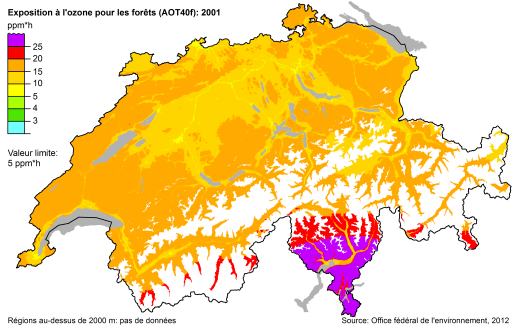 Exposition à l'ozone pour les forêts (AOT40f): 2001
ppm*h
25
20
15
10
5
4
3
Valeur limite:
5 ppm*h
Régions au-dessus de 2000 m: pas de données
Source: Office fédéral de l'environnement, 2012